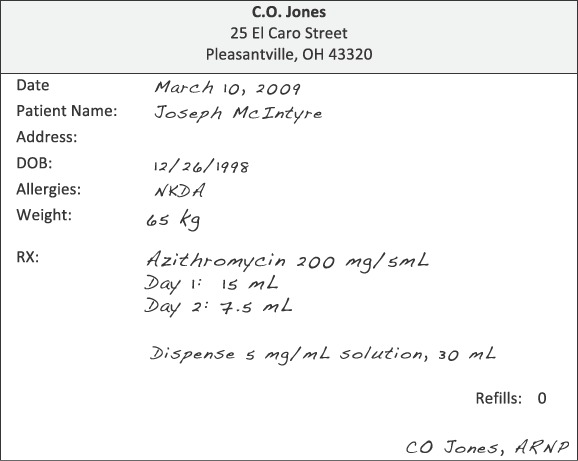 C.O. Jones
25 El Caro Street
Pleasantville, OH 43320
Date March 10, 2009
Patient Name: Joseph McIntyre
Address:
DOB: 12/26/1998
Allergies: NKDA
Weight: 65 kg
RX: Azithromycin 200 mg/5mL
Day 1: 15 mL
Day 2: 7.5 mL
Dispense 5 mg/mL solution, 30 mL
Refills: 0
CO Jones, ARNP